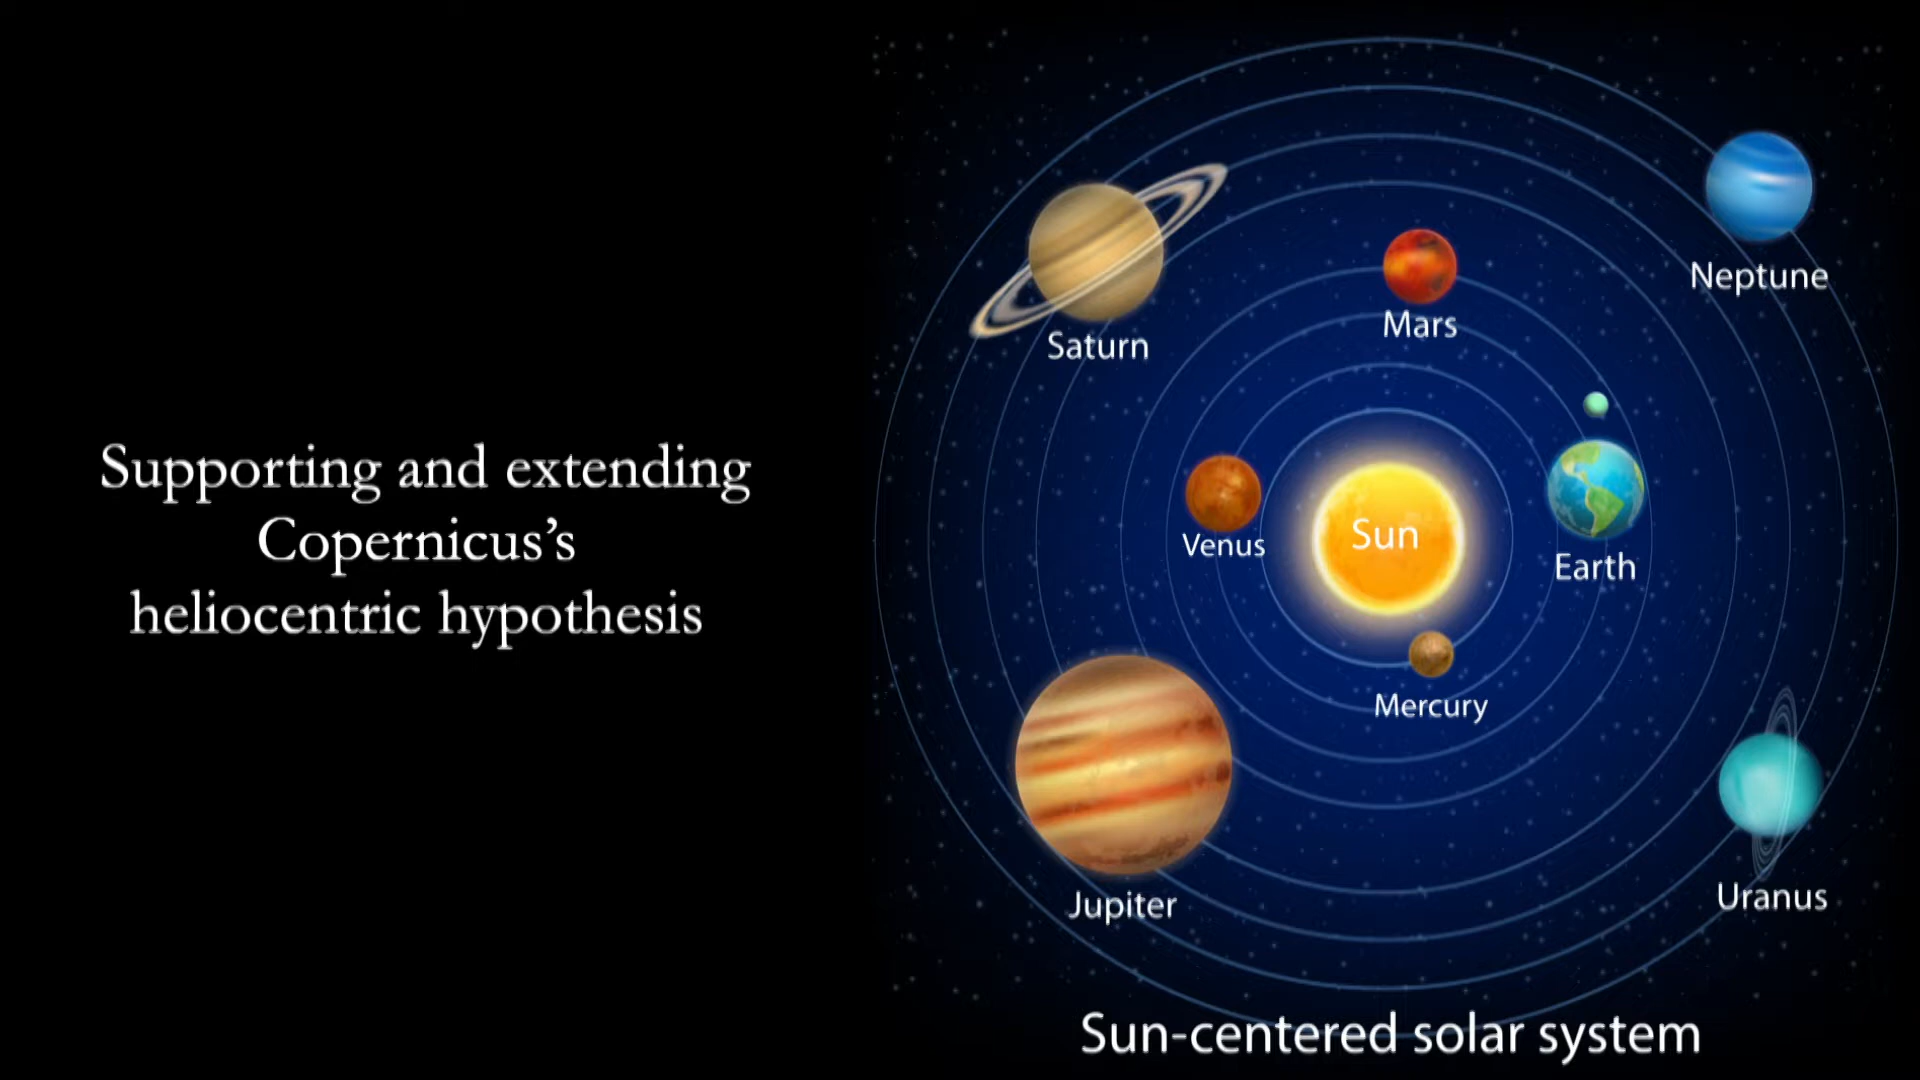 Supporting and extending
Copernicus’s
heliocentric hypothesis
Neptune
Mars
Saturn
Sun
Venus
Earth
Mercury
Uranus
Jupiter
Sun-centered solar system